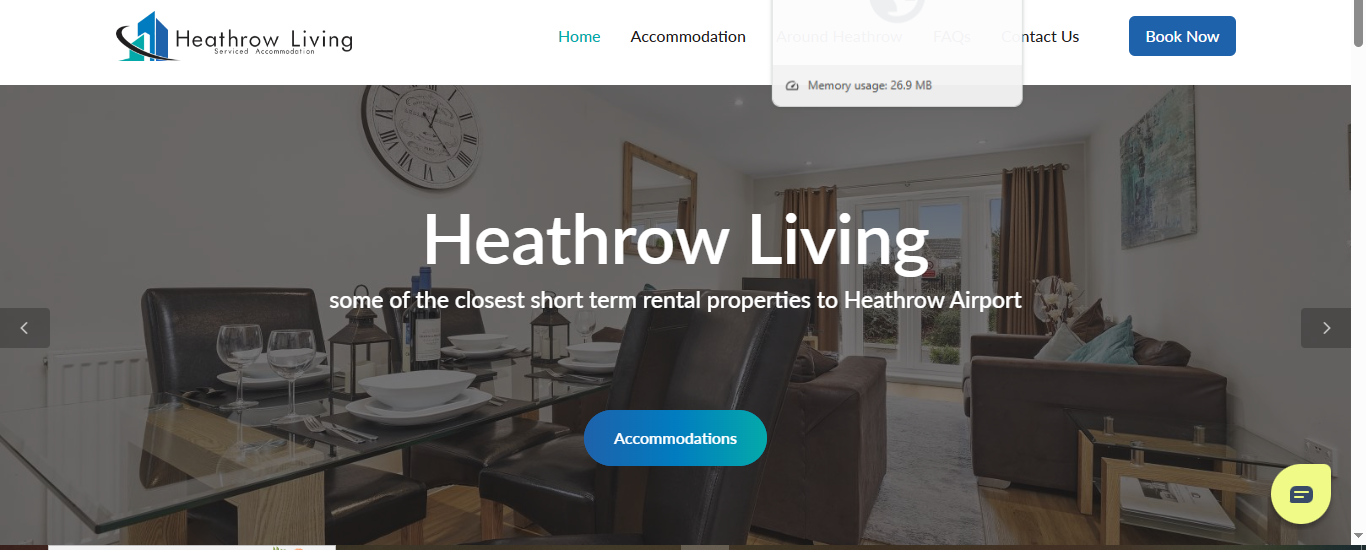 Heathrow Living
Serviced Accommodation
Home
Accommodation
Around Heathrow
FAQs
Contact Us
Book Now
Memory usage: 26.9 MB
Heathrow Living
some of the closest short term rental properties to Heathrow Airport
Accommodations